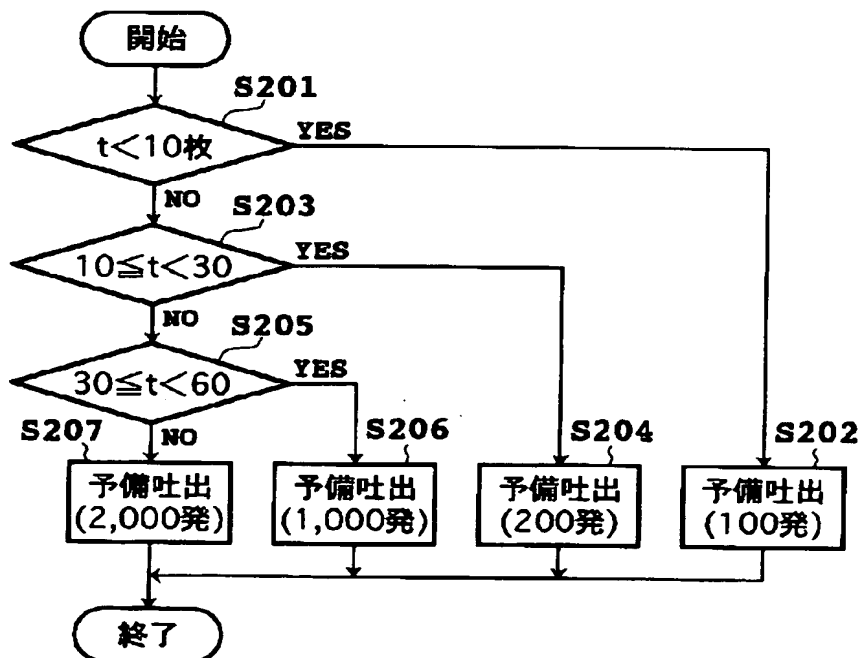 開始
S201
t<10枚
YES
NO
S203
10≦t<30
YES
NO
S205
30≦t<60
YES
NO
S207
予備吐出
(2,000発)
S206
予備吐出
(1,000発)
S204
予備吐出
(200発)
S202
予備吐出
(100発)
終了